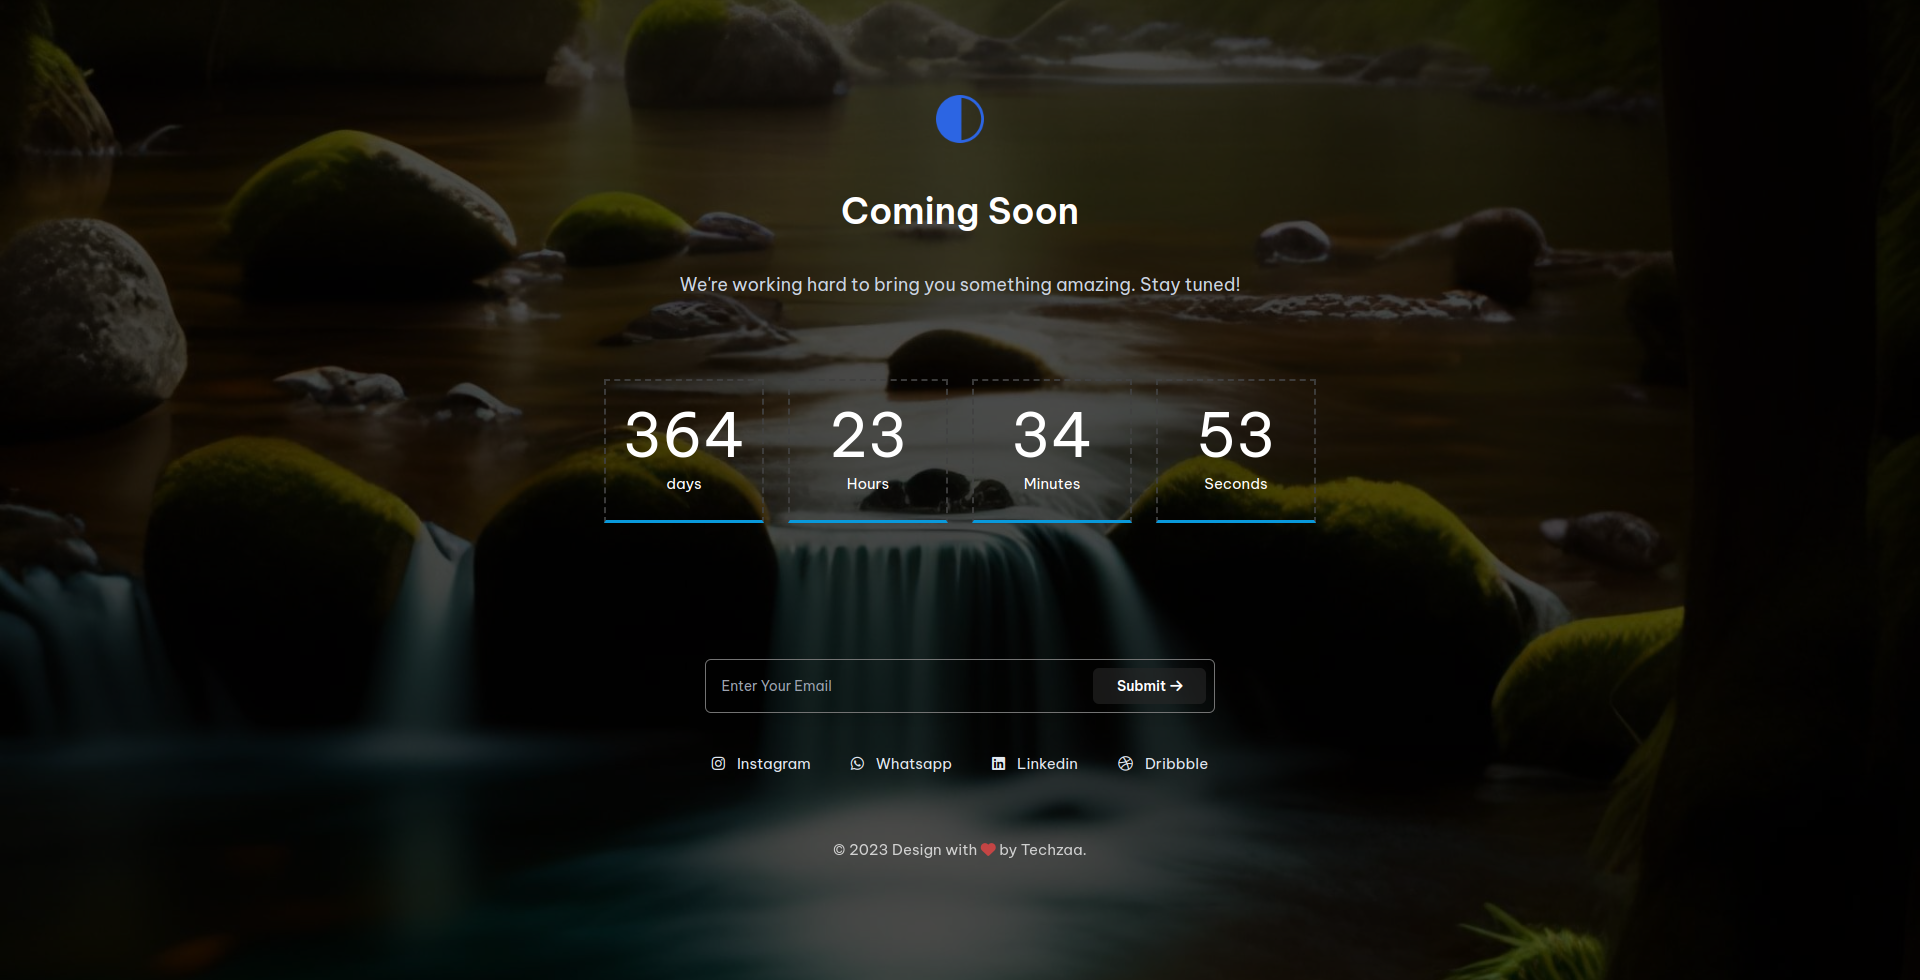 Coming Soon
We're working hard to bring you something amazing. Stay tuned!
364 23 34 53
days Hours Minutes Seconds
Enter Your Email Submit →
Instagram Whatsapp Linkedin Dribbble
© 2023 Design with ❤ by Techzaa.